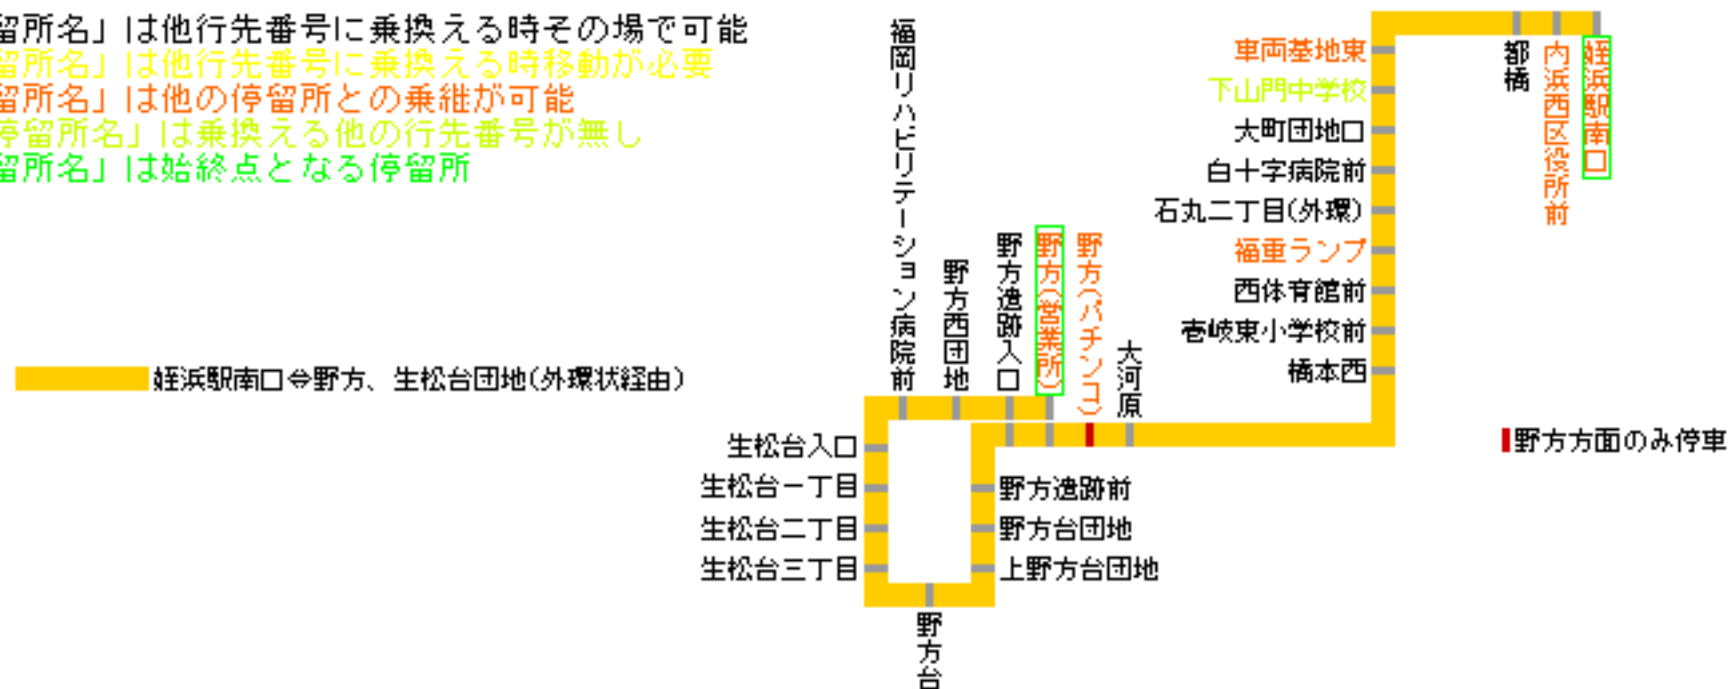 留所名」は他行先番号に乗換える時その場で可能
留所名」は他行先番号に乗換える時移動が必要
留所名」は他の停留所との乗継が可能
停留所名」は乗換える他の行先番号が無し
留所名」は始終点となる停留所
姪浜駅南口⇔野方、生松台団地(外環状経由)
姪浜駅南口
内浜西区役所前
都橋
車両基地東
下山門中学校
大町団地口
白十字病院前
石丸二丁目(外環)
福重ランプ
西体育館前
壱岐東小学校前
橋本西
大河原
野方(パチンコ)
野方(営業所)
野方遺跡入口
野方西団地
福岡リハビリテーション病院前
生松台入口
生松台一丁目
生松台二丁目
生松台三丁目
野方台
上野方台団地
野方台団地
野方遺跡前
野方方面のみ停車